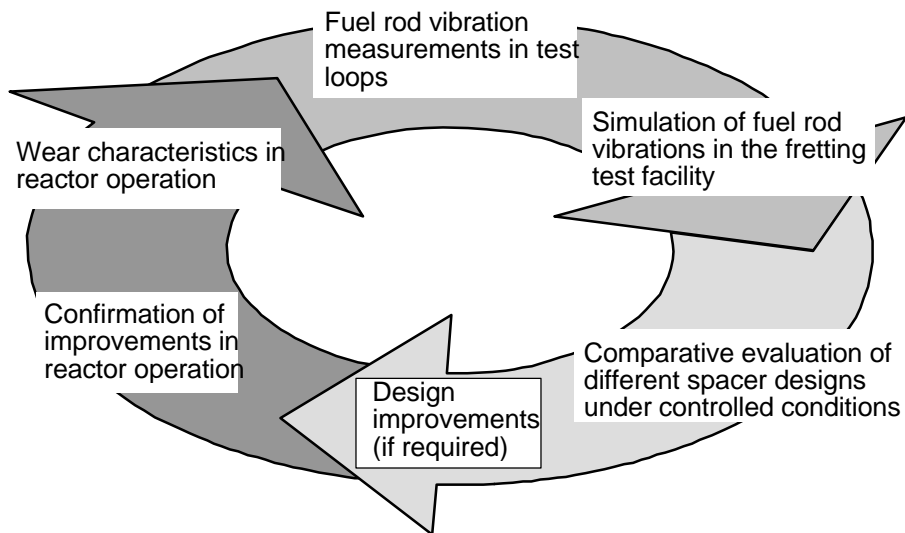 Fuel rod vibration
measurements in test
loops
Simulation of fuel rod
vibrations in the fretting
test facility
Comparative evaluation of
different spacer designs
under controlled conditions
Design
improvements
(if required)
Confirmation of
improvements in
reactor operation
Wear characteristics in
reactor operation